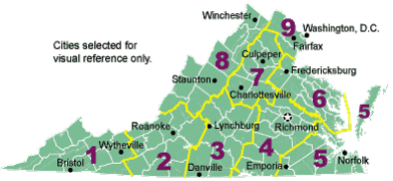 Winchester
9
Washington, D.C.
Fairfax
Cities selected for
visual reference only.
8
Culpeper
7
Fredericksburg
Staunton
Charlottesville
6
5
Roanoke
Lynchburg
Richmond
1
Wytheville
2
3
4
5
Bristol
Danville
Emporia
Norfolk